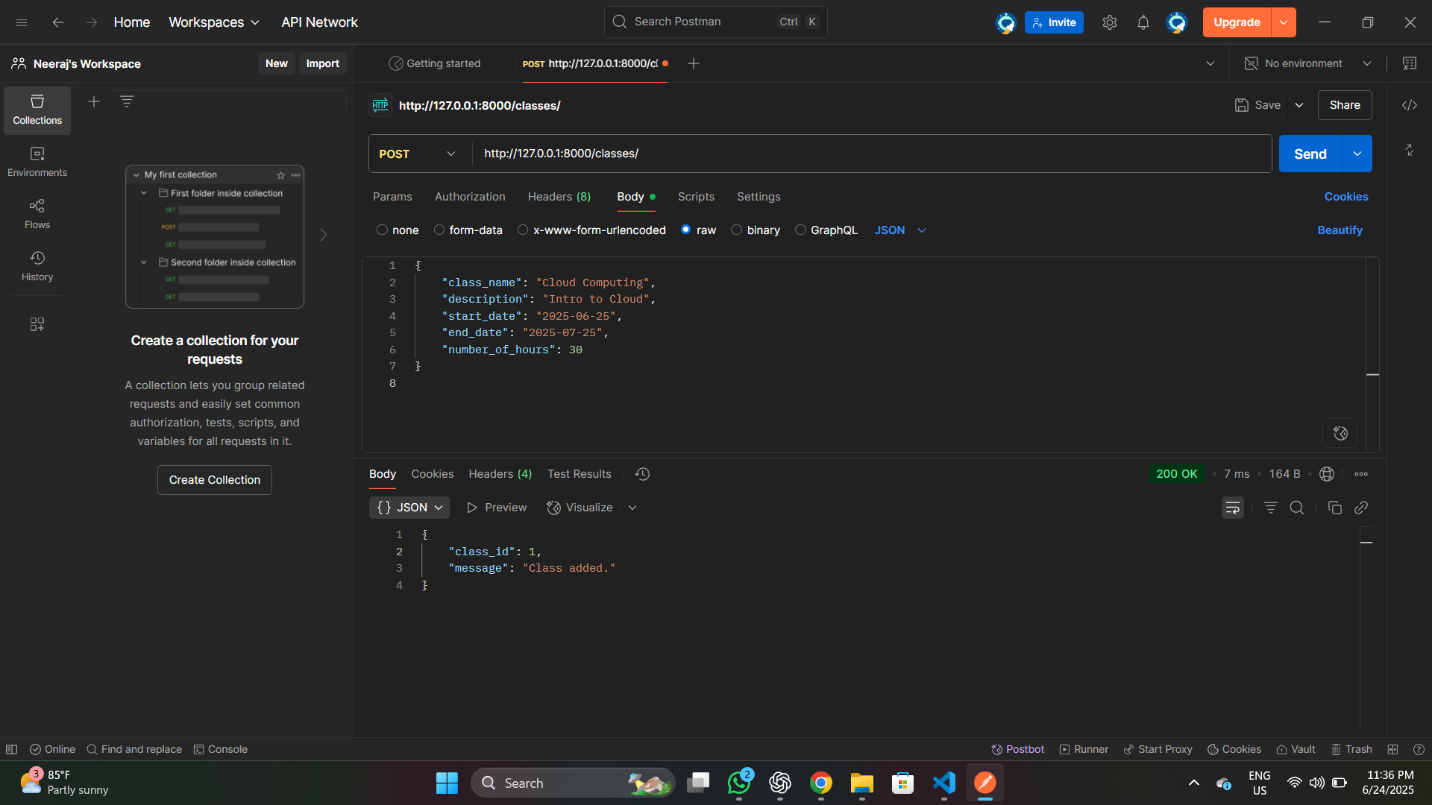 Home Workspaces API Network
Search Postman Ctrl K
Invite Upgrade
Neeraj's Workspace New Import
Getting started POST http://127.0.0.1:8000/cl No environment
Collections
Environments
Flows
History
My first collection
First folder inside collection
GET
POST
GET
Second folder inside collection
GET
GET
Create a collection for your
requests
A collection lets you group related
requests and easily set common
authorization, tests, scripts, and
variables for all requests in it.
Create Collection
HTTP http://127.0.0.1:8000/classes/ Save Share
POST http://127.0.0.1:8000/classes/ Send
Params Authorization Headers (8) Body Scripts Settings Cookies
none form-data x-www-form-urlencoded raw binary GraphQL JSON Beautify
1 {
2 "class_name": "Cloud Computing",
3 "description": "Intro to Cloud",
4 "start_date": "2025-06-25",
5 "end_date": "2025-07-25",
6 "number_of_hours": 30
7 }
8
Body Cookies Headers (4) Test Results 200 OK 7 ms 164 B
{} JSON Preview Visualize
1 {
2 "class_id": 1,
3 "message": "Class added."
4 }
Online Find and replace Console Postbot Runner Start Proxy Cookies Vault Trash
3 85°F
Partly sunny
Search
2
ENG
US
11:36 PM
6/24/2025